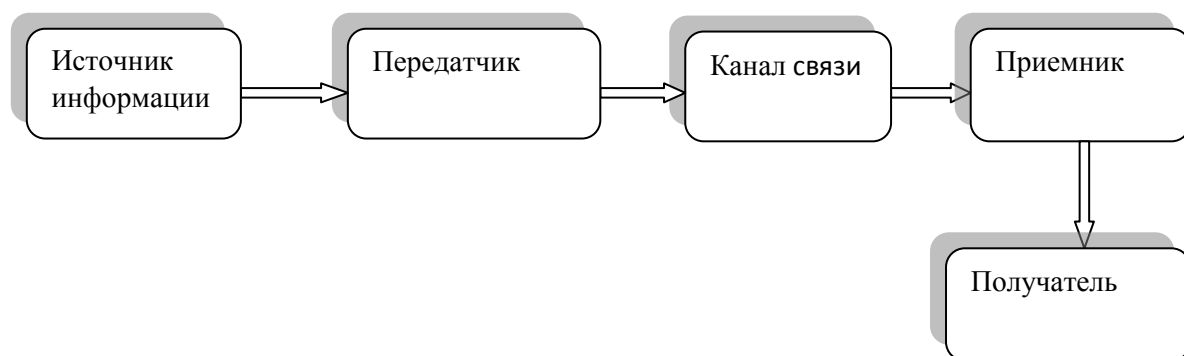 Источник
информации
Передатчик
Канал связи
Приемник
Получатель